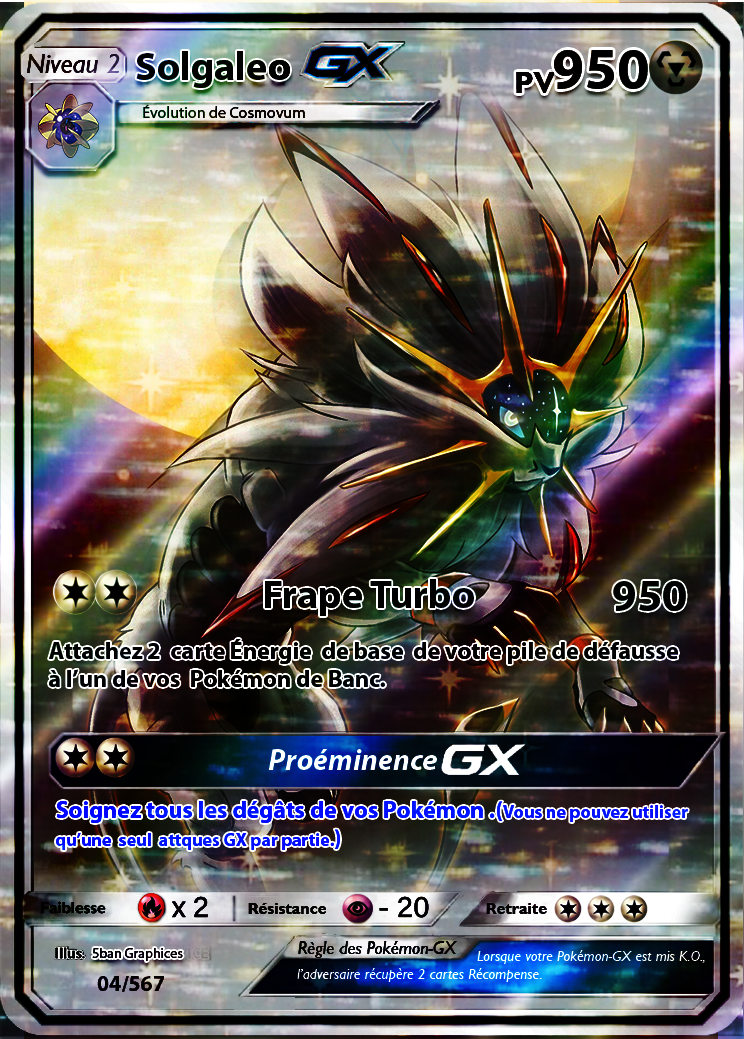 Niveau 2 Solgaleo GX PV950
Évolution de Cosmovum
Frape Turbo 950
Attachez 2 carte Énergie de base de votre pile de défausse
à l'un de vos Pokémon de Banc.
Proéminence GX
Soignez tous les dégâts de vos Pokémon .(Vous ne pouvez utiliser
qu'une seul attques GX par partie.)
Faiblesse x 2 Résistance - 20 Retraite
Illus. 5ban Graphices
04/567
Règle des Pokémon-GX
Lorsque votre Pokémon-GX est mis K.O.,
l'adversaire récupère 2 cartes Récompense.